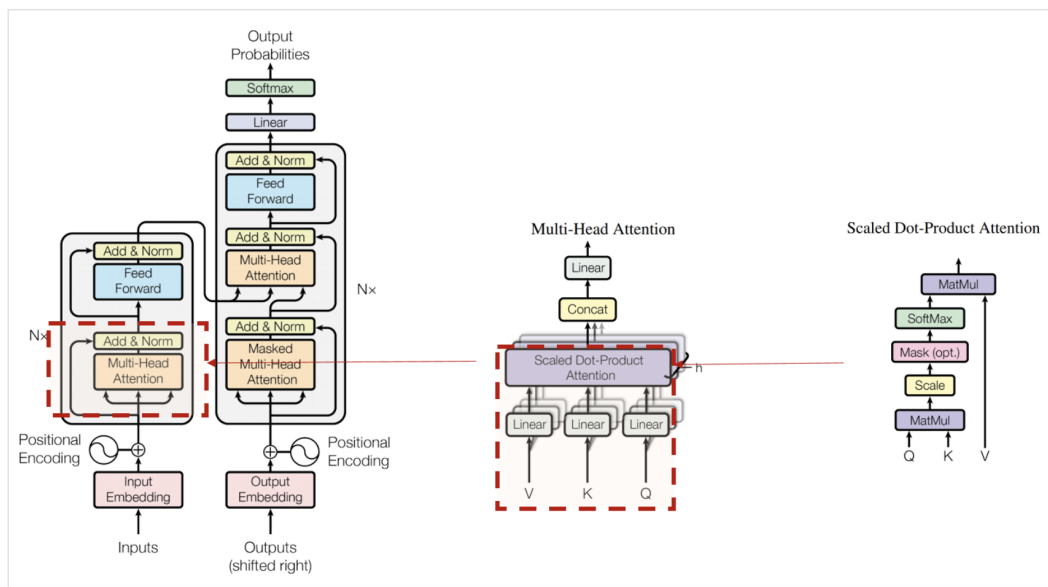 Output
Probabilities
Softmax
Linear
Add & Norm
Feed
Forward
Add & Norm
Multi-Head
Attention
Add & Norm
Masked
Multi-Head
Attention
N×
Add & Norm
Feed
Forward
N×
Add & Norm
Multi-Head
Attention
Positional
Encoding
Positional
Encoding
Input
Embedding
Output
Embedding
Inputs
Outputs
(shifted right)
Multi-Head Attention
Linear
Concat
Scaled Dot-Product
Attention
h
Linear
Linear
Linear
V
K
Q
Scaled Dot-Product Attention
MatMul
SoftMax
Mask (opt.)
Scale
MatMul
Q
K
V